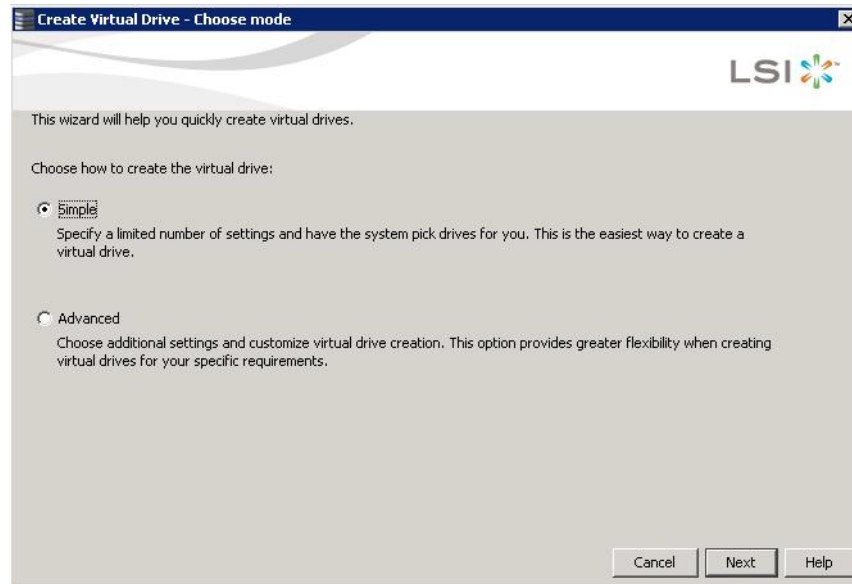 Create Virtual Drive - Choose mode
LSI
This wizard will help you quickly create virtual drives.
Choose how to create the virtual drive:
Simple
Specify a limited number of settings and have the system pick drives for you. This is the easiest way to create a
virtual drive.
Advanced
Choose additional settings and customize virtual drive creation. This option provides greater flexibility when creating
virtual drives for your specific requirements.
Cancel Next Help